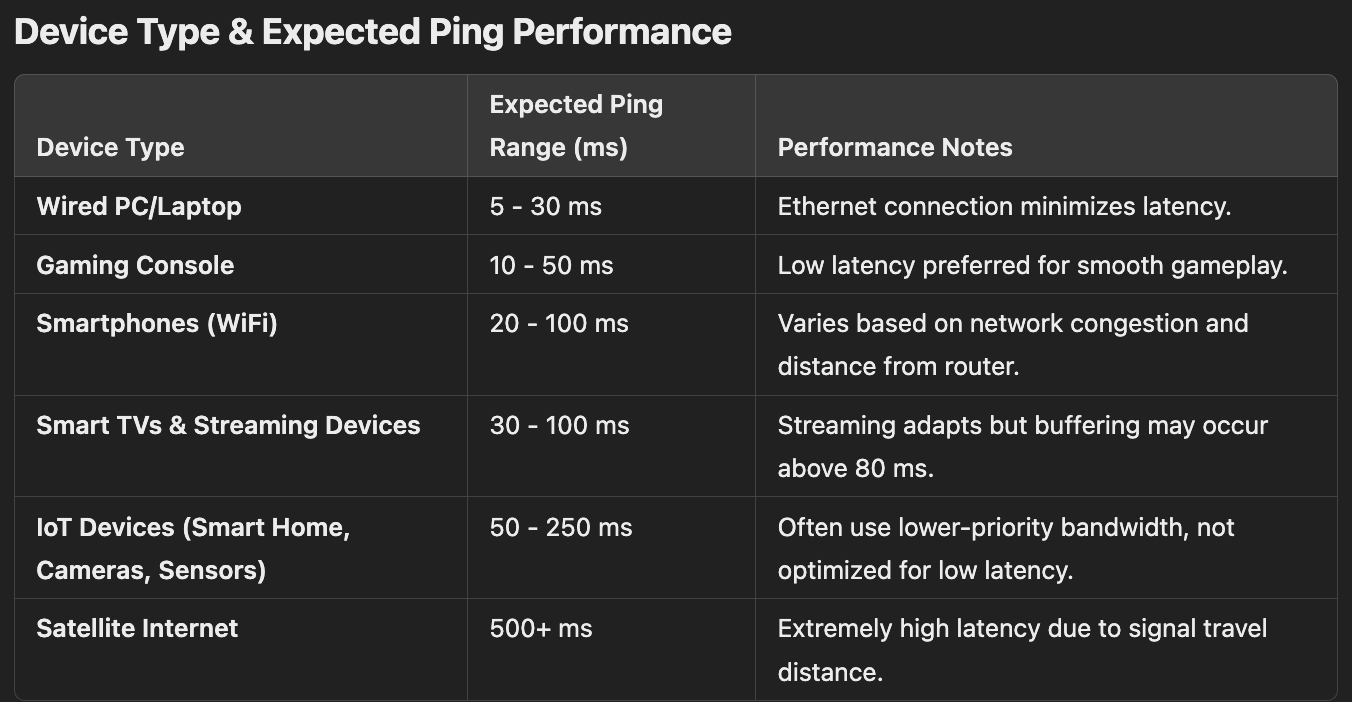 Device Type & Expected Ping Performance
Device Type
Expected Ping
Range (ms)
Performance Notes
Wired PC/Laptop
5 - 30 ms
Ethernet connection minimizes latency.
Gaming Console
10 - 50 ms
Low latency preferred for smooth gameplay.
Smartphones (WiFi)
20 - 100 ms
Varies based on network congestion and
distance from router.
Smart TVs & Streaming Devices
30 - 100 ms
Streaming adapts but buffering may occur
above 80 ms.
IoT Devices (Smart Home,
Cameras, Sensors)
50 - 250 ms
Often use lower-priority bandwidth, not
optimized for low latency.
Satellite Internet
500+ ms
Extremely high latency due to signal travel
distance.